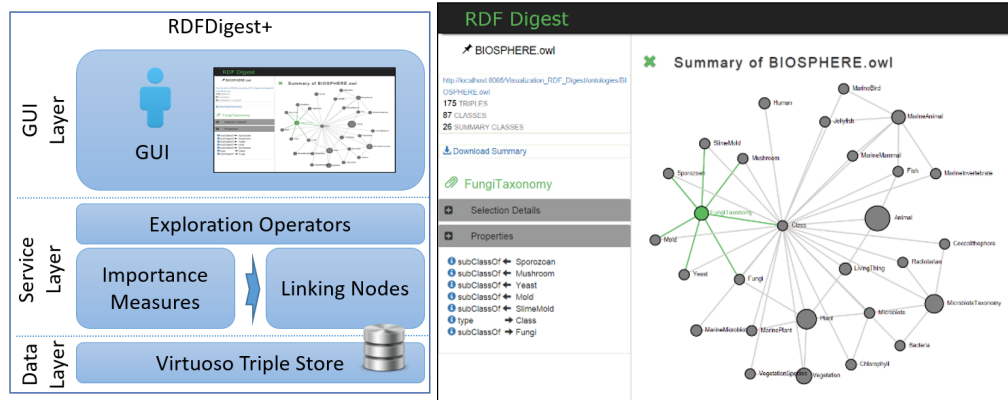 RDFDigest+
GUI
Layer
GUI
Service
Layer
Exploration Operators
Importance
Measures
Linking Nodes
Data
Layer
Virtuoso Triple Store
RDF Digest
BIOSPHERE.owl
http://localhost:8065/Visualization_RDF_Digest/ontologies/BI
OSPHERE.owl
175 TRIPLES
87 CLASSES
26 SUMMARY CLASSES
Download Summary
FungiTaxonomy
Selection Details
Properties
subClassOf ← Sporozoan
subClassOf ← Mushroom
subClassOf ← Yeast
subClassOf ← Mold
subClassOf ← SlimeMold
type → Class
subClassOf → Fungi
Summary of BIOSPHERE.owl
MarineBird
Human
Jellyfish
MarineAnimal
SlimeMold
Mushroom
MarineMammal
Sporozoan
Fish
MarineInvertebrate
FungiTaxonomy
Class
Animal
Mold
Coccolithophore
Radiolarian
Yeast
Fungi
LivingThing
MicrobiotaTaxonomy
Plant
Microbiota
MarineMicrobiota
MarinePlant
Bacteria
Chlorophyll
VegetationSpecies
Vegetation